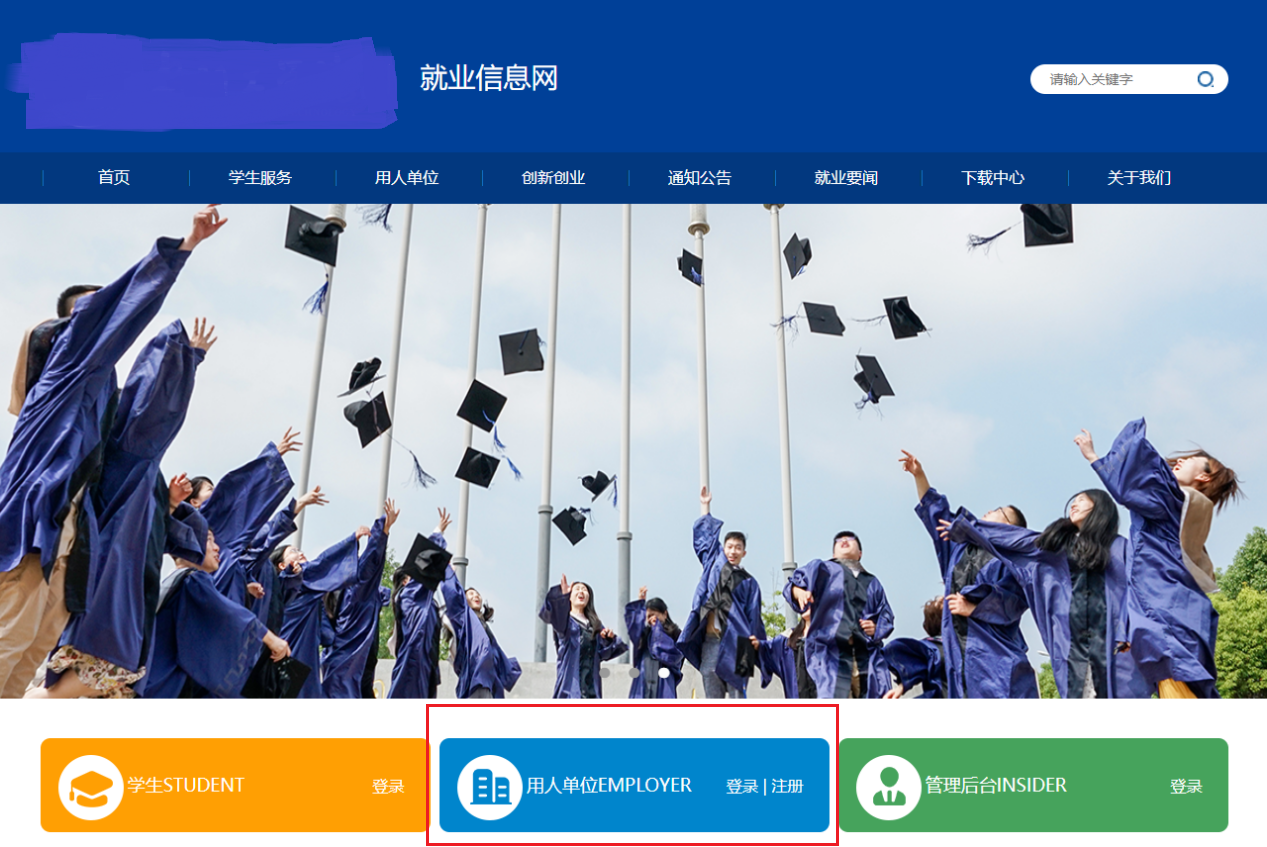 就业信息网
请输入关键字
首页 学生服务 用人单位 创新创业 通知公告 就业要闻 下载中心 关于我们
学生STUDENT 登录
用人单位EMPLOYER 登录 | 注册
管理后台INSIDER 登录